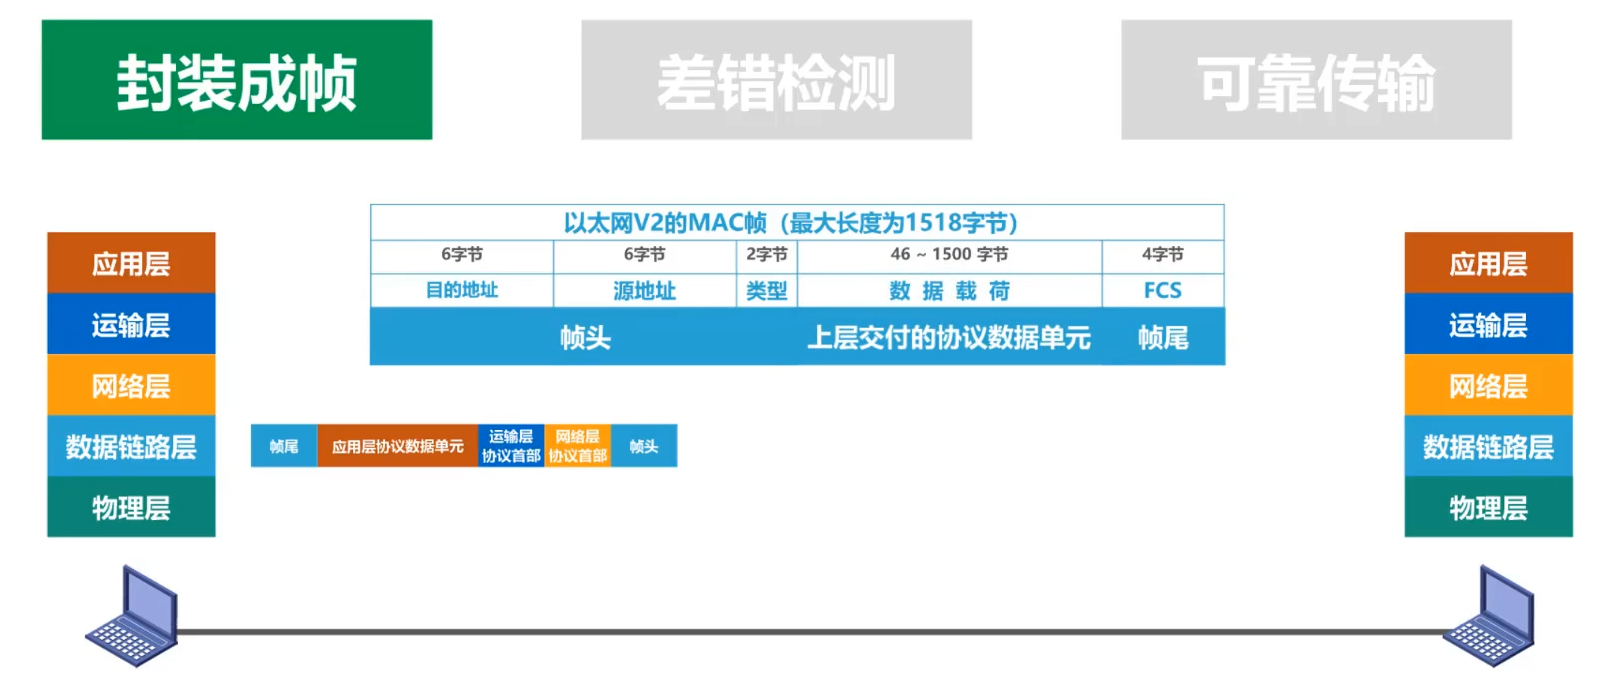 封装成帧
差错检测
可靠传输
以太网V2的MAC帧（最大长度为1518字节）
6字节 6字节 2字节 46 ~ 1500 字节 4字节
目的地址 源地址 类型 数 据 载 荷 FCS
帧头 上层交付的协议数据单元 帧尾
应用层
运输层
网络层
数据链路层
物理层
帧尾
应用层协议数据单元
运输层
协议首部
网络层
协议首部
帧头
应用层
运输层
网络层
数据链路层
物理层